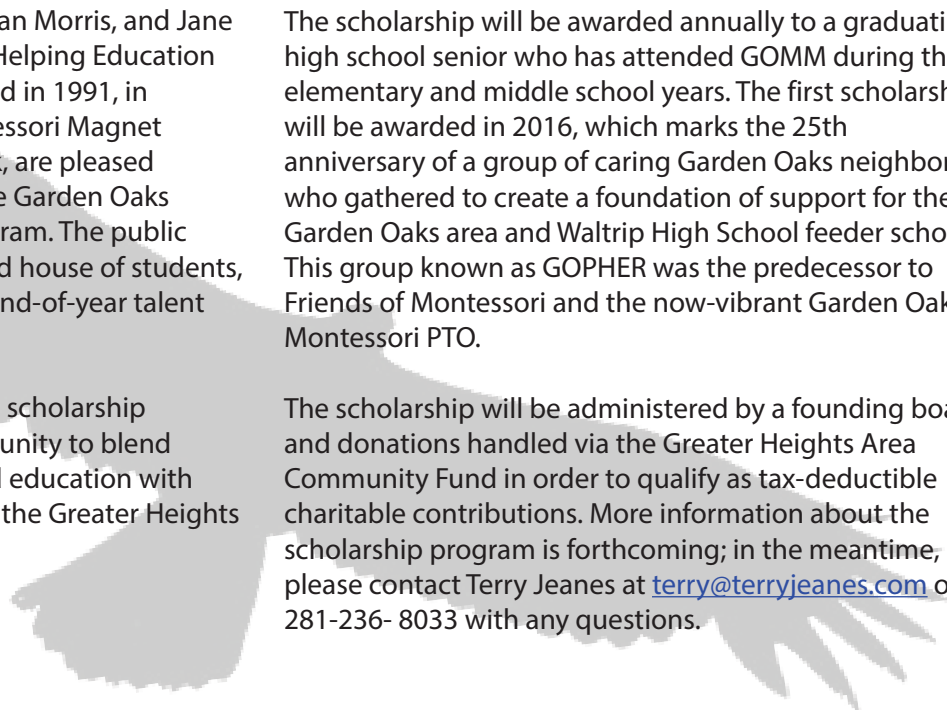 an Morris, and Jane
Helping Education
d in 1991, in
essori Magnet
, are pleased
e Garden Oaks
ram. The public
d house of students,
nd-of-year talent
scholarship
unity to blend
education with
the Greater Heights
The scholarship will be awarded annually to a graduati
high school senior who has attended GOMM during th
elementary and middle school years. The first scholarsh
will be awarded in 2016, which marks the 25th
anniversary of a group of caring Garden Oaks neighbor
who gathered to create a foundation of support for the
Garden Oaks area and Waltrip High School feeder scho
This group known as GOPHER was the predecessor to
Friends of Montessori and the now-vibrant Garden Oak
Montessori PTO.
The scholarship will be administered by a founding boa
and donations handled via the Greater Heights Area
Community Fund in order to qualify as tax-deductible
charitable contributions. More information about the
scholarship program is forthcoming; in the meantime,
please contact Terry Jeanes at terry@terryjeanes.com o
281-236- 8033 with any questions.